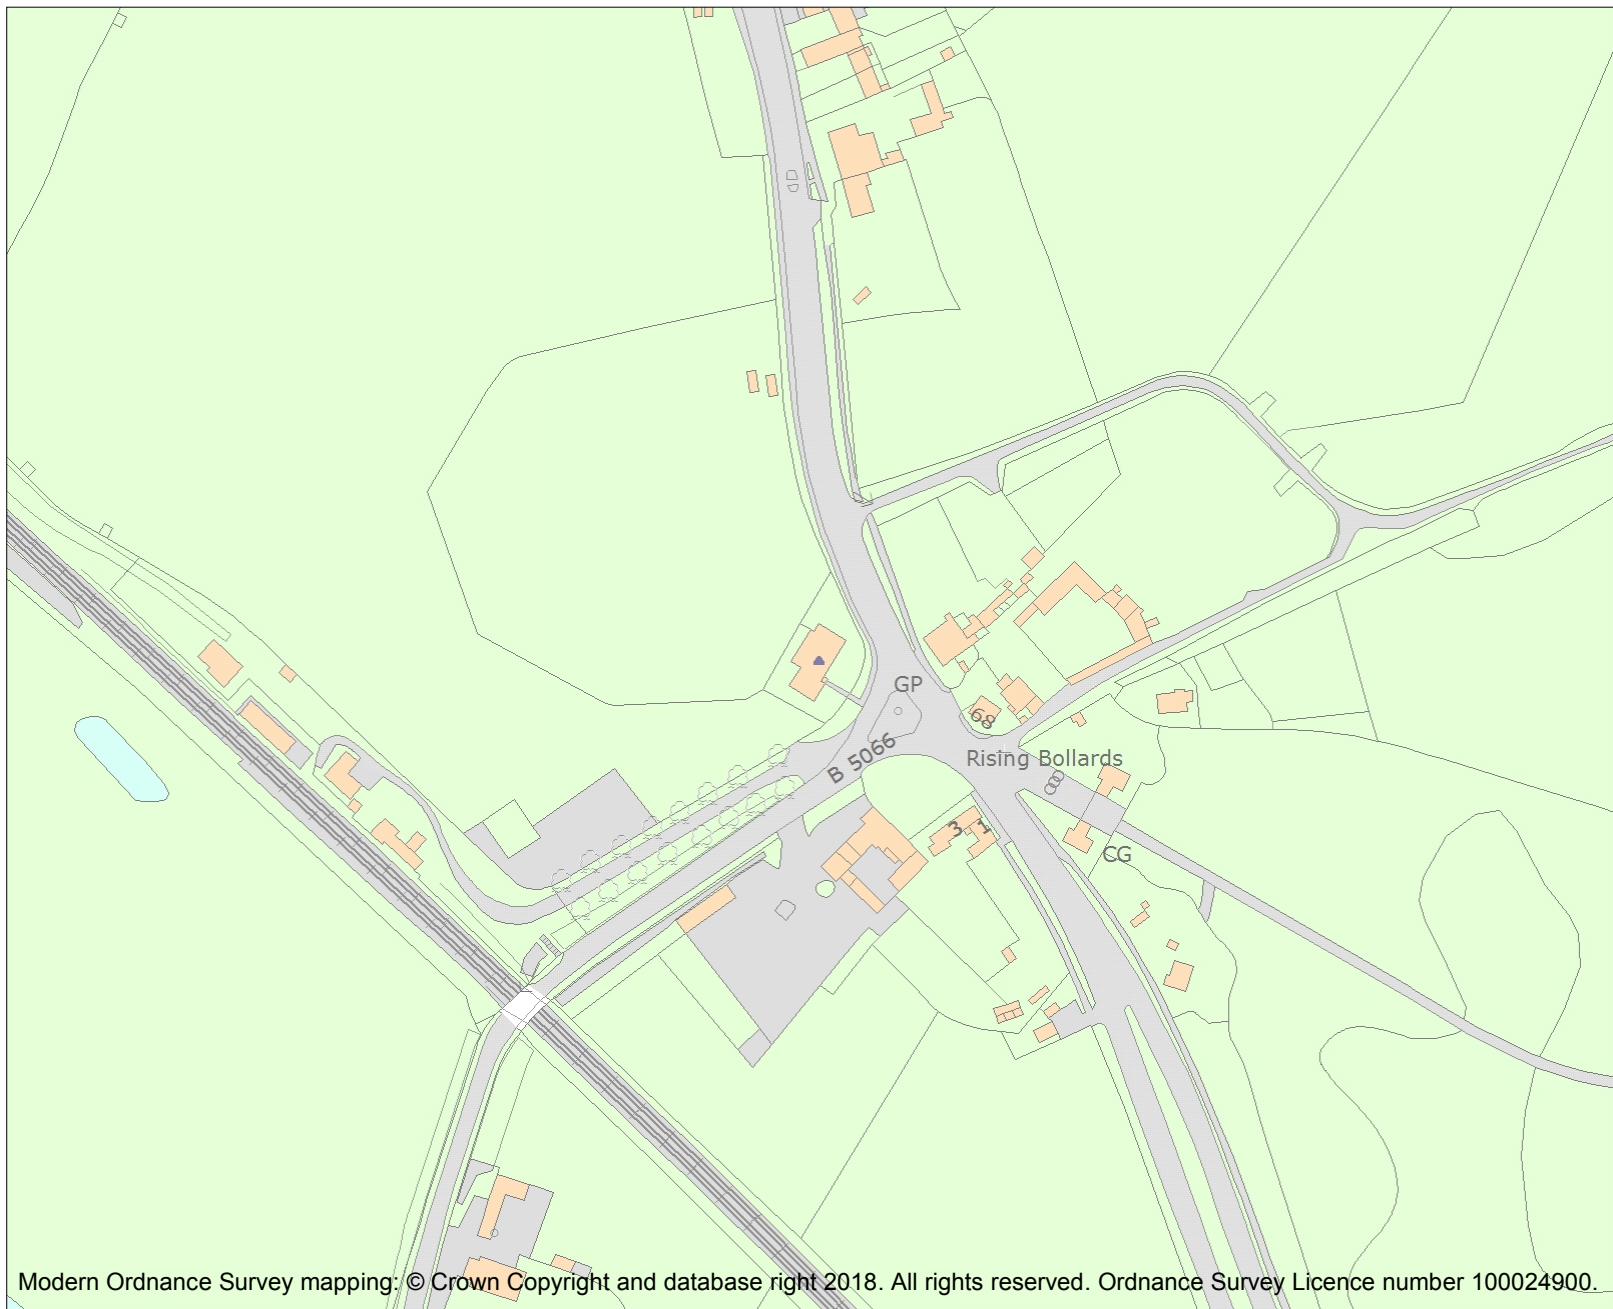 GP
68
B 5066
Rising Bollards
3
1
CG
Modern Ordnance Survey mapping: © Crown Copyright and database right 2018. All rights reserved. Ordnance Survey Licence number 100024900.